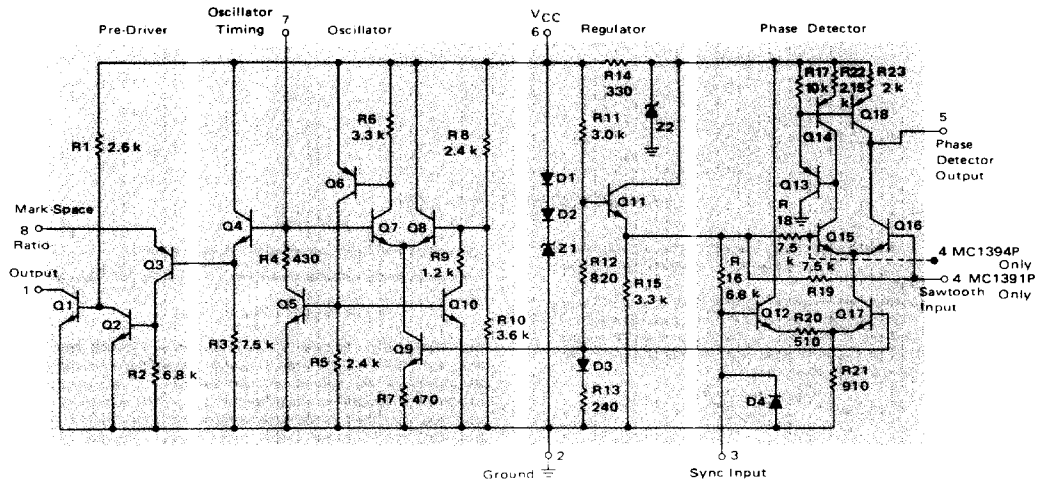 7
Pre-Driver
Oscillator
Timing
Oscillator
VCC
6
Regulator
Phase Detector
R14
330
R17
10k
R22
2.15
k
R23
2 k
R1
2.6 k
R6
3.3 k
R8
2.4 k
R11
3.0 k
Z2
Q14
Q18
5
Phase
Detector
Output
Q6
D1
Q13
Mark-Space
8
Ratio
Q4
Q7
Q8
D2
Q11
R
18
Q15
Q16
Output
1
Q3
R4
430
R9
1.2 k
Z1
R12
820
7.5
k
7.5
k
4 MC1394P
Only
Q1
Q2
Q5
Q10
R15
3.3 k
R
16
6.8 k
R19
4 MC1391P
Sawtooth Only
Input
Q12
R20
510
Q17
R3
7.5 k
R5
2.4 k
Q9
R10
3.6 k
D3
R2
6.8 k
R7
470
R13
240
D4
R21
910
2
Ground
3
Sync Input